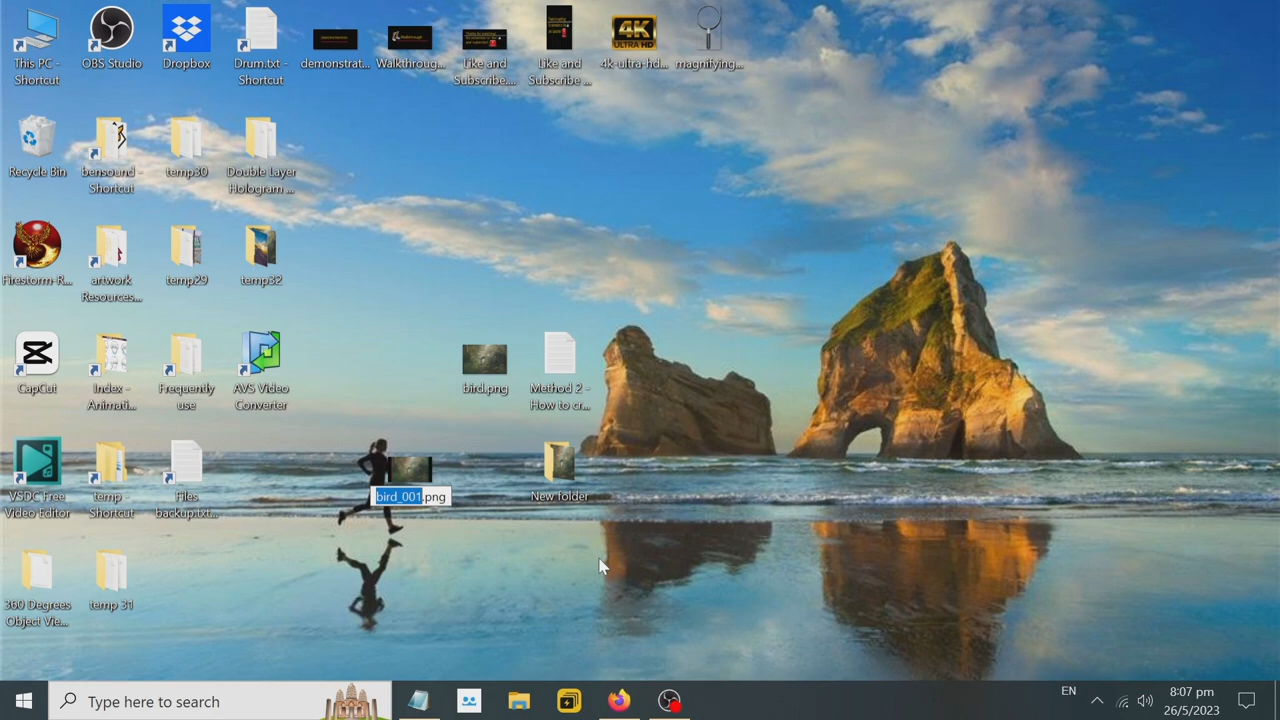 This PC -
Shortcut
OBS Studio
Dropbox
Drum.txt -
Shortcut
demonstrat...
Walkthroug...
Like and
Subscribe....
Like and
Subscribe ...
4K
ULTRA HD
4k-ultra-hd...
magnifying...
Recycle Bin
bensound -
Shortcut
temp30
Double Layer
Hologram ...
Firestorm-R...
artwork
Resources...
temp29
temp32
CapCut
Index -
Animati...
Frequently
use
AVS Video
Converter
bird.png
Method 2 -
How to cr...
VSDC Free
Video Editor
temp -
Shortcut
Files
backup.txt...
bird_001.png
New folder
360 Degrees
Object Vie...
temp 31
Type here to search
EN
8:07 pm
26/5/2023